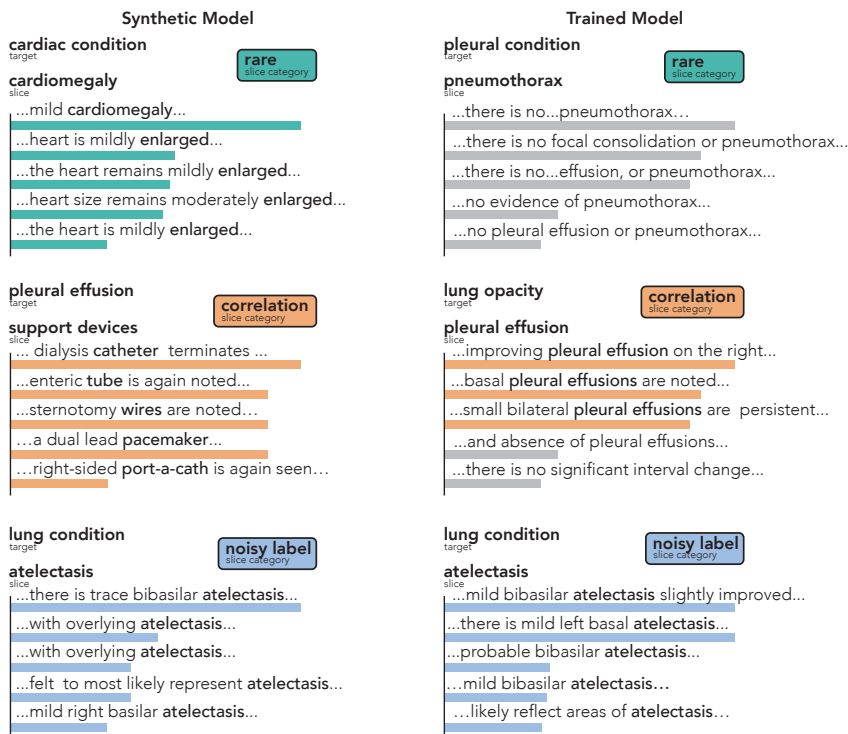 Synthetic Model
cardiac condition
target
rare
slice category
cardiomegaly
slice
...mild cardiomegaly...
...heart is mildly enlarged...
...the heart remains mildly enlarged...
...heart size remains moderately enlarged...
...the heart is mildly enlarged...
pleural effusion
target
correlation
slice category
support devices
slice
... dialysis catheter terminates ...
...enteric tube is again noted...
...sternotomy wires are noted...
...a dual lead pacemaker...
...right-sided port-a-cath is again seen...
lung condition
target
noisy label
slice category
atelectasis
slice
...there is trace bibasilar atelectasis...
...with overlying atelectasis...
...with overlying atelectasis...
...felt to most likely represent atelectasis...
...mild right basilar atelectasis...
Trained Model
pleural condition
target
rare
slice category
pneumothorax
slice
...there is no...pneumothorax...
...there is no focal consolidation or pneumothorax...
...there is no...effusion, or pneumothorax...
...no evidence of pneumothorax...
...no pleural effusion or pneumothorax...
lung opacity
target
correlation
slice category
pleural effusion
slice
...improving pleural effusion on the right...
...basal pleural effusions are noted...
...small bilateral pleural effusions are persistent...
...and absence of pleural effusions...
...there is no significant interval change...
lung condition
target
noisy label
slice category
atelectasis
slice
...mild bibasilar atelectasis slightly improved...
...there is mild left basal atelectasis...
...probable bibasilar atelectasis...
...mild bibasilar atelectasis...
...likely reflect areas of atelectasis...